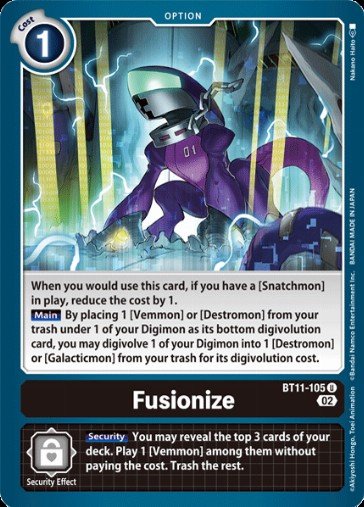 OPTION
Cost
1
Nakano Haito
01
BANDAI MADE IN JAPAN
©Bandai Namco Entertainment Inc.
©Akiyoshi Hongo, Toei Animation
When you would use this card, if you have a [Snatchmon]
in play, reduce the cost by 1.
Main By placing 1 [Vemmon] or [Destromon] from your
trash under 1 of your Digimon as its bottom digivolution
card, you may digivolve 1 of your Digimon into 1 [Destromon]
or [Galacticmon] from your trash for its digivolution cost.
BT11-105 U
Fusionize
02
Security You may reveal the top 3 cards of your
deck. Play 1 [Vemmon] among them without
paying the cost. Trash the rest.
Security Effect